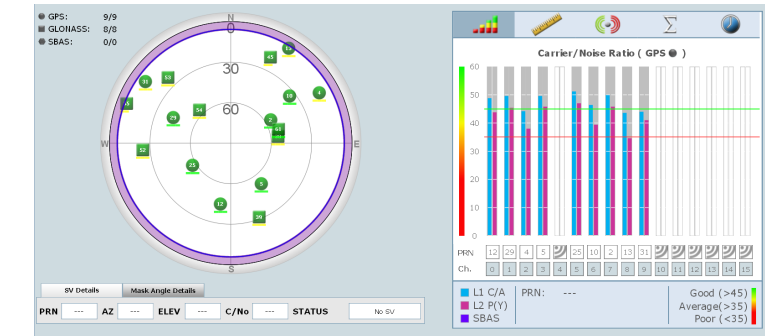 GPS: 9/9
GLONASS: 8/8
SBAS: 0/0
N
0
30
60
W
E
S
45
31
53
10
4
54
29
2
61
52
25
5
12
39
SV Details
Mask Angle Details
PRN --- AZ --- ELEV --- C/No --- STATUS No SV
Σ
Carrier/Noise Ratio ( GPS )
60
50
40
30
20
10
0
PRN 12 29 4 5 25 10 2 13 31
Ch. 0 1 2 3 4 5 6 7 8 9 10 11 12 13 14 15
L1 C/A
L2 P(Y)
SBAS
PRN: ---
Good (>45)
Average(>35)
Poor (<35)